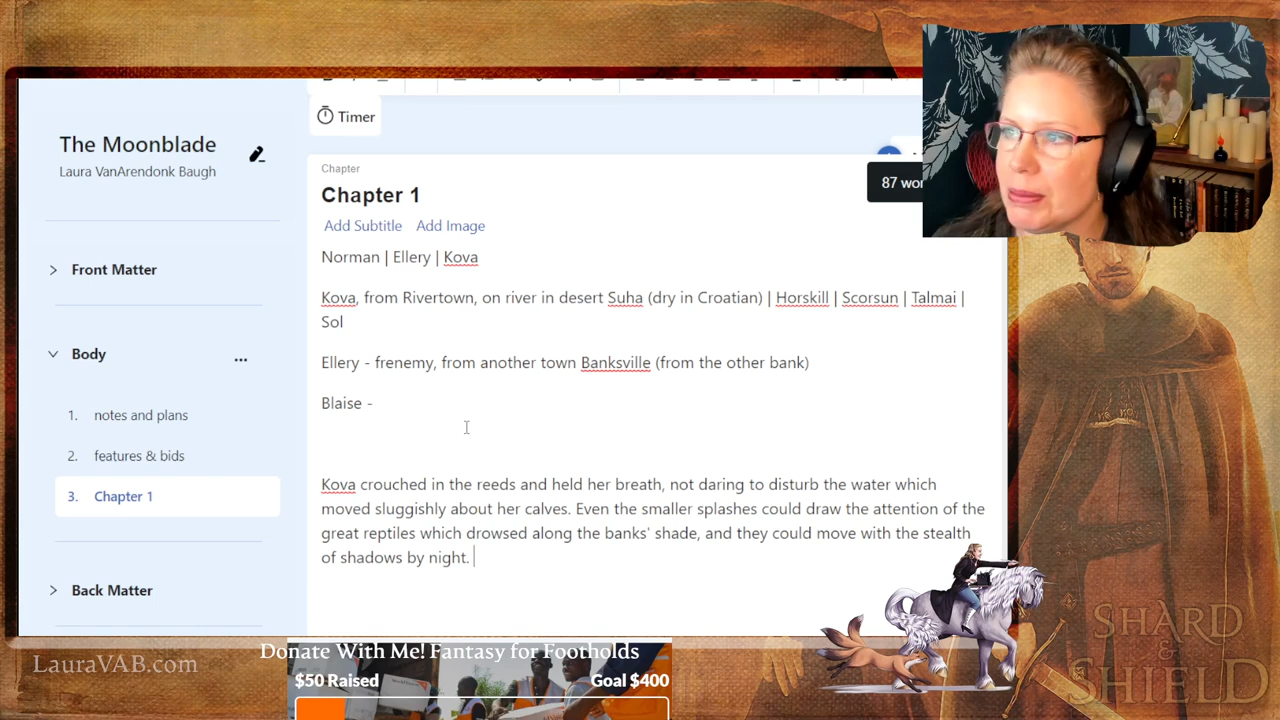 Timer
The Moonblade
Laura VanArendonk Baugh
Front Matter
Body
...
1. notes and plans
2. features & bids
3. Chapter 1
Back Matter
Chapter
Chapter 1
87 wor
Add Subtitle Add Image
Norman | Ellery | Kova
Kova, from Rivertown, on river in desert Suha (dry in Croatian) | Horskill | Scorsun | Talmai |
Sol
Ellery - frenemy, from another town Banksville (from the other bank)
Blaise -
Kova crouched in the reeds and held her breath, not daring to disturb the water which
moved sluggishly about her calves. Even the smaller splashes could draw the attention of the
great reptiles which drowsed along the banks' shade, and they could move with the stealth
of shadows by night.
LauraVAB.com
Donate With Me! Fantasy for Footholds
$50 Raised Goal $400
SHARD
&
SHIELD